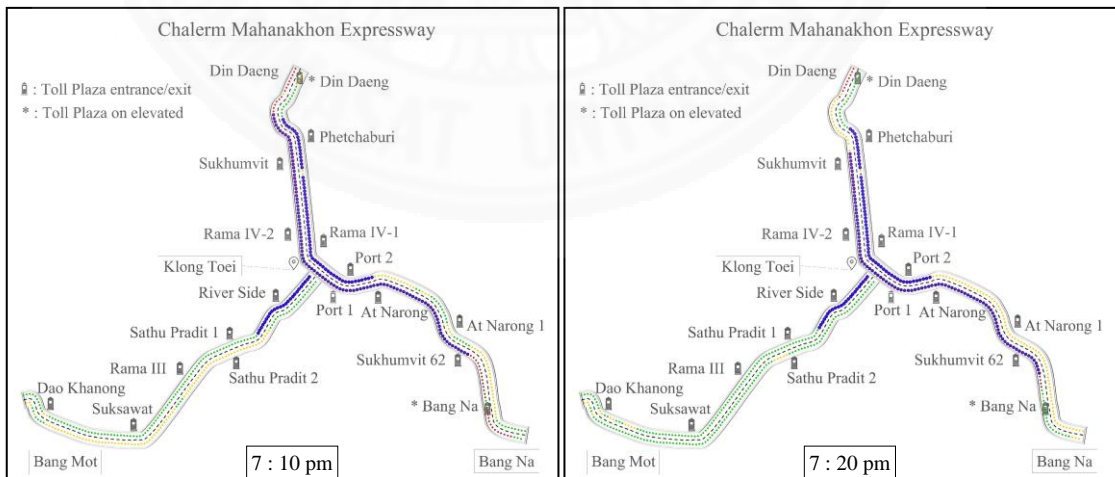 Chalerm Mahanakhon Expressway
Din Daeng
* Din Daeng
: Toll Plaza entrance/exit
* : Toll Plaza on elevated
Phetchaburi
Sukhumvit
Rama IV-2
Rama IV-1
Klong Toei
Port 2
River Side
Port 1
At Narong
Sathu Pradit 1
At Narong 1
Rama III
Sukhumvit 62
Sathu Pradit 2
Dao Khanong
Suksawat
* Bang Na
Bang Mot
7 : 10 pm
Bang Na
Chalerm Mahanakhon Expressway
Din Daeng
* Din Daeng
: Toll Plaza entrance/exit
* : Toll Plaza on elevated
Phetchaburi
Sukhumvit
Rama IV-2
Rama IV-1
Klong Toei
Port 2
River Side
Port 1
At Narong
Sathu Pradit 1
At Narong 1
Rama III
Sukhumvit 62
Sathu Pradit 2
Dao Khanong
Suksawat
* Bang Na
Bang Mot
7 : 20 pm
Bang Na